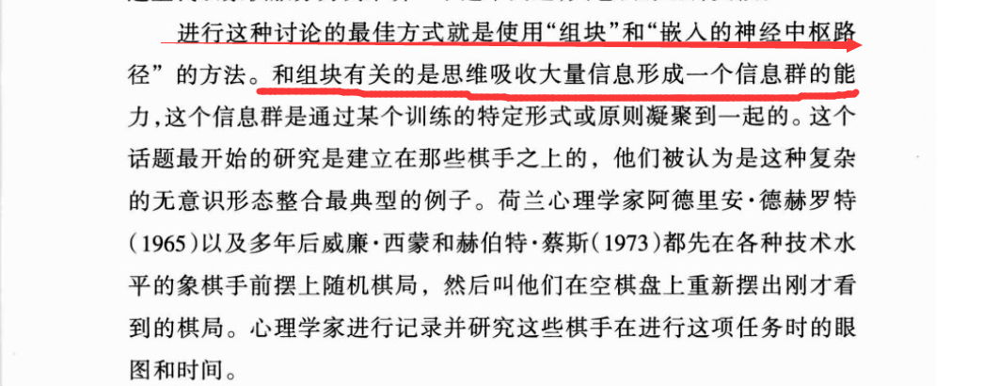 进行这种讨论的最佳方式就是使用“组块”和“嵌入的神经中枢路
径”的方法。和组块有关的是思维吸收大量信息形成一个信息群的能
力，这个信息群是通过某个训练的特定形式或原则凝聚到一起的。这个
话题最开始的研究是建立在那些棋手之上的，他们被认为是这种复杂
的无意识形态整合最典型的例子。荷兰心理学家阿德里安·德赫罗特
（1965）以及多年后威廉·西蒙和赫伯特·蔡斯（1973）都先在各种技术水
平的象棋手前摆上随机棋局，然后叫他们在空棋盘上重新摆出刚才看
到的棋局。心理学家进行记录并研究这些棋手在进行这项任务时的眼
图和时间。